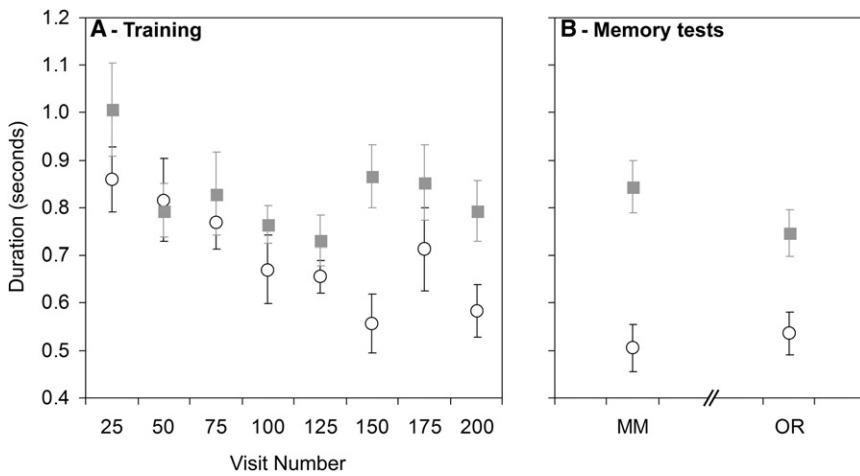 A - Training
B - Memory tests
Duration (seconds)
1.2
1.1
1.0
0.9
0.8
0.7
0.6
0.5
0.4
25 50 75 100 125 150 175 200
MM // OR
Visit Number